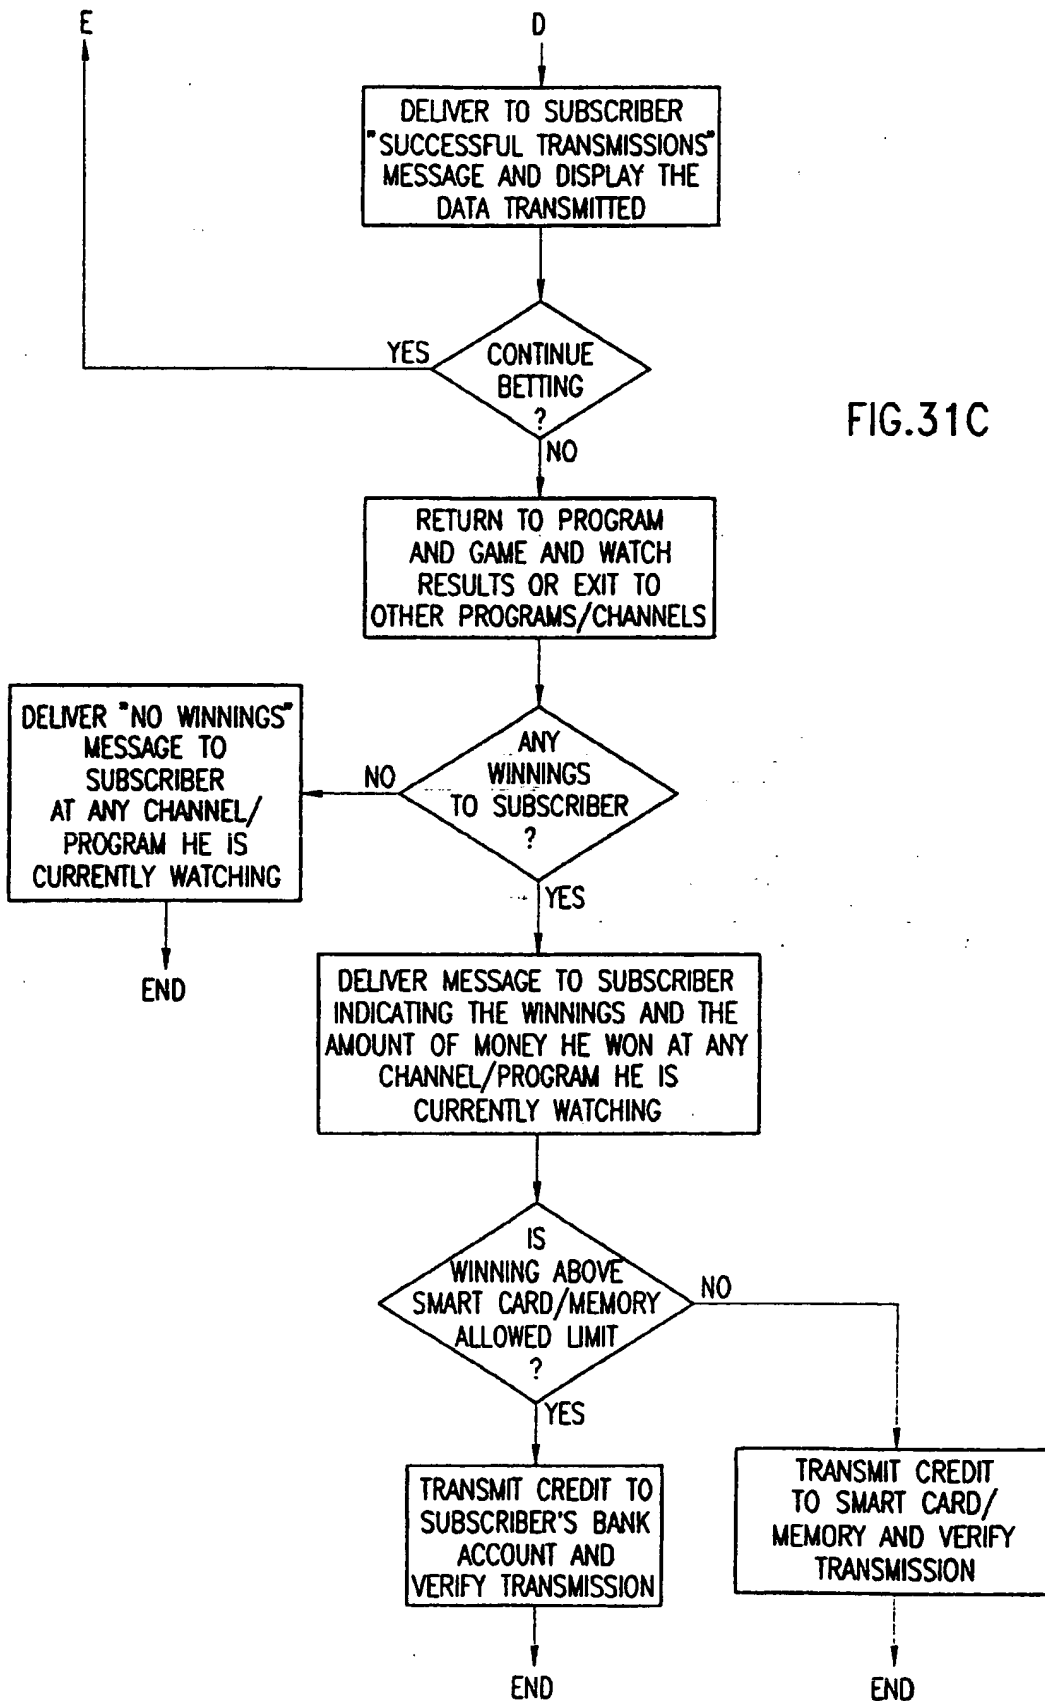 E
D
DELIVER TO SUBSCRIBER
"SUCCESSFUL TRANSMISSIONS"
MESSAGE AND DISPLAY THE
DATA TRANSMITTED
YES
CONTINUE
BETTING
?
FIG.31C
NO
RETURN TO PROGRAM
AND GAME AND WATCH
RESULTS OR EXIT TO
OTHER PROGRAMS/CHANNELS
DELIVER "NO WINNINGS"
MESSAGE TO
SUBSCRIBER
AT ANY CHANNEL/
PROGRAM HE IS
CURRENTLY WATCHING
NO
ANY
WINNINGS
TO SUBSCRIBER
?
YES
END
DELIVER MESSAGE TO SUBSCRIBER
INDICATING THE WINNINGS AND THE
AMOUNT OF MONEY HE WON AT ANY
CHANNEL/PROGRAM HE IS
CURRENTLY WATCHING
IS
WINNING ABOVE
SMART CARD/MEMORY
ALLOWED LIMIT
?
NO
YES
TRANSMIT CREDIT TO
SUBSCRIBER'S BANK
ACCOUNT AND
VERIFY TRANSMISSION
TRANSMIT CREDIT
TO SMART CARD/
MEMORY AND VERIFY
TRANSMISSION
END
END